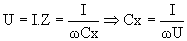 U = I.Z = I/ωCx ⇒ Cx = I/ωU